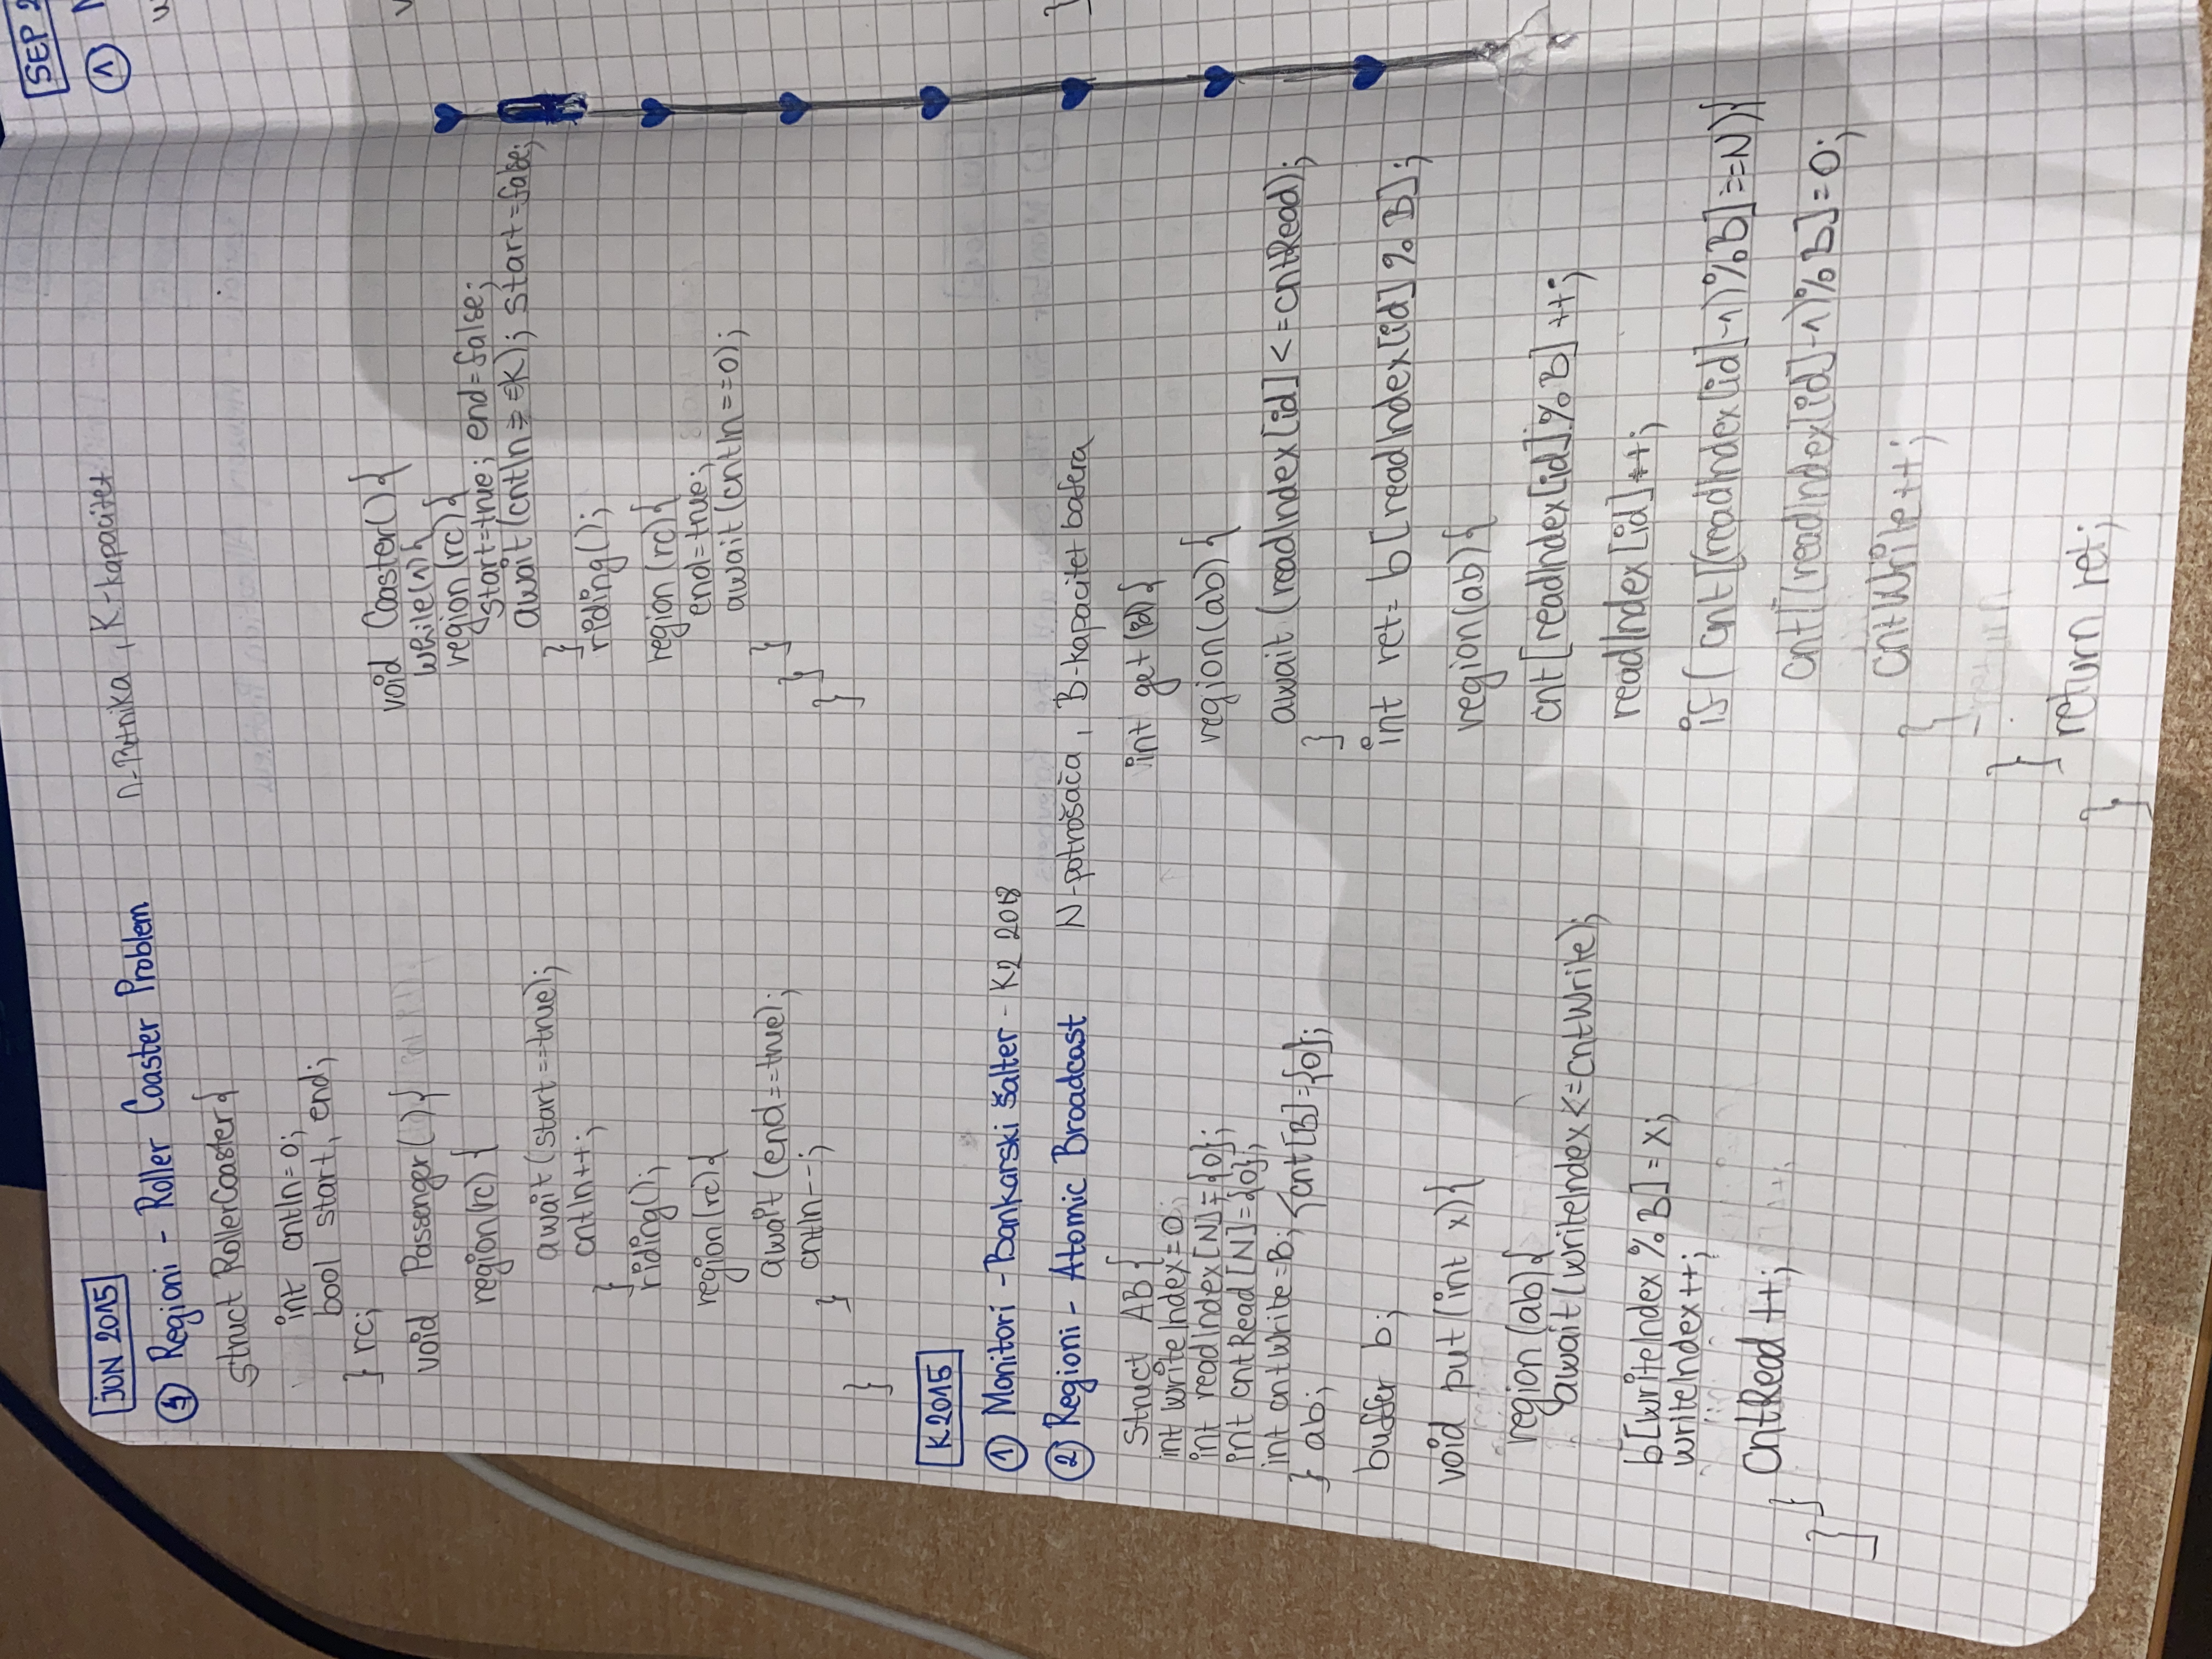 JUN 2015
④ Regioni - Roller Coaster Problem n-Putnika, K-kapacitet
struct RollerCoaster{
int cntIn=0;
bool start, end;
} rc;
void Passenger(){
region(rc){
await(start==true);
cntIn++;
}
riding();
region(rc){
await(end==true);
cntIn--;
}
}
void Coaster(){
while(1){
region(rc){
start=true; end=false;
await(cntIn==K); start=false;
}
riding();
region(rc){
end=true;
await(cntIn==0);
}
}
}
K2015
① Monitori - Bankarski šalter - K2 2018
② Regioni - Atomic Broadcast N-potrošača, B-kapacitet bafera
struct AB{
int writeIndex=0;
int readIndex[N]={0};
int cntRead[N]={0};
int cntWrite=B; cnt[B]={0};
} ab;
buffer b;
void put(int x){
region(ab){
await(writeIndex<=cntWrite);
b[writeIndex%B]=x;
writeIndex++;
cntRead++;
}
}
int get(id){
region(ab){
await(readIndex[id]<=cntRead);
}
int ret= b[readIndex[id]%B];
region(ab){
cnt[readIndex[id]%B]++;
readIndex[id]++;
if(cnt[(readIndex[id]-1)%B]==N){
cnt[(readIndex[id]-1)%B]=0;
cntWrite++;
}
}
return ret;
}
SEP 2
①